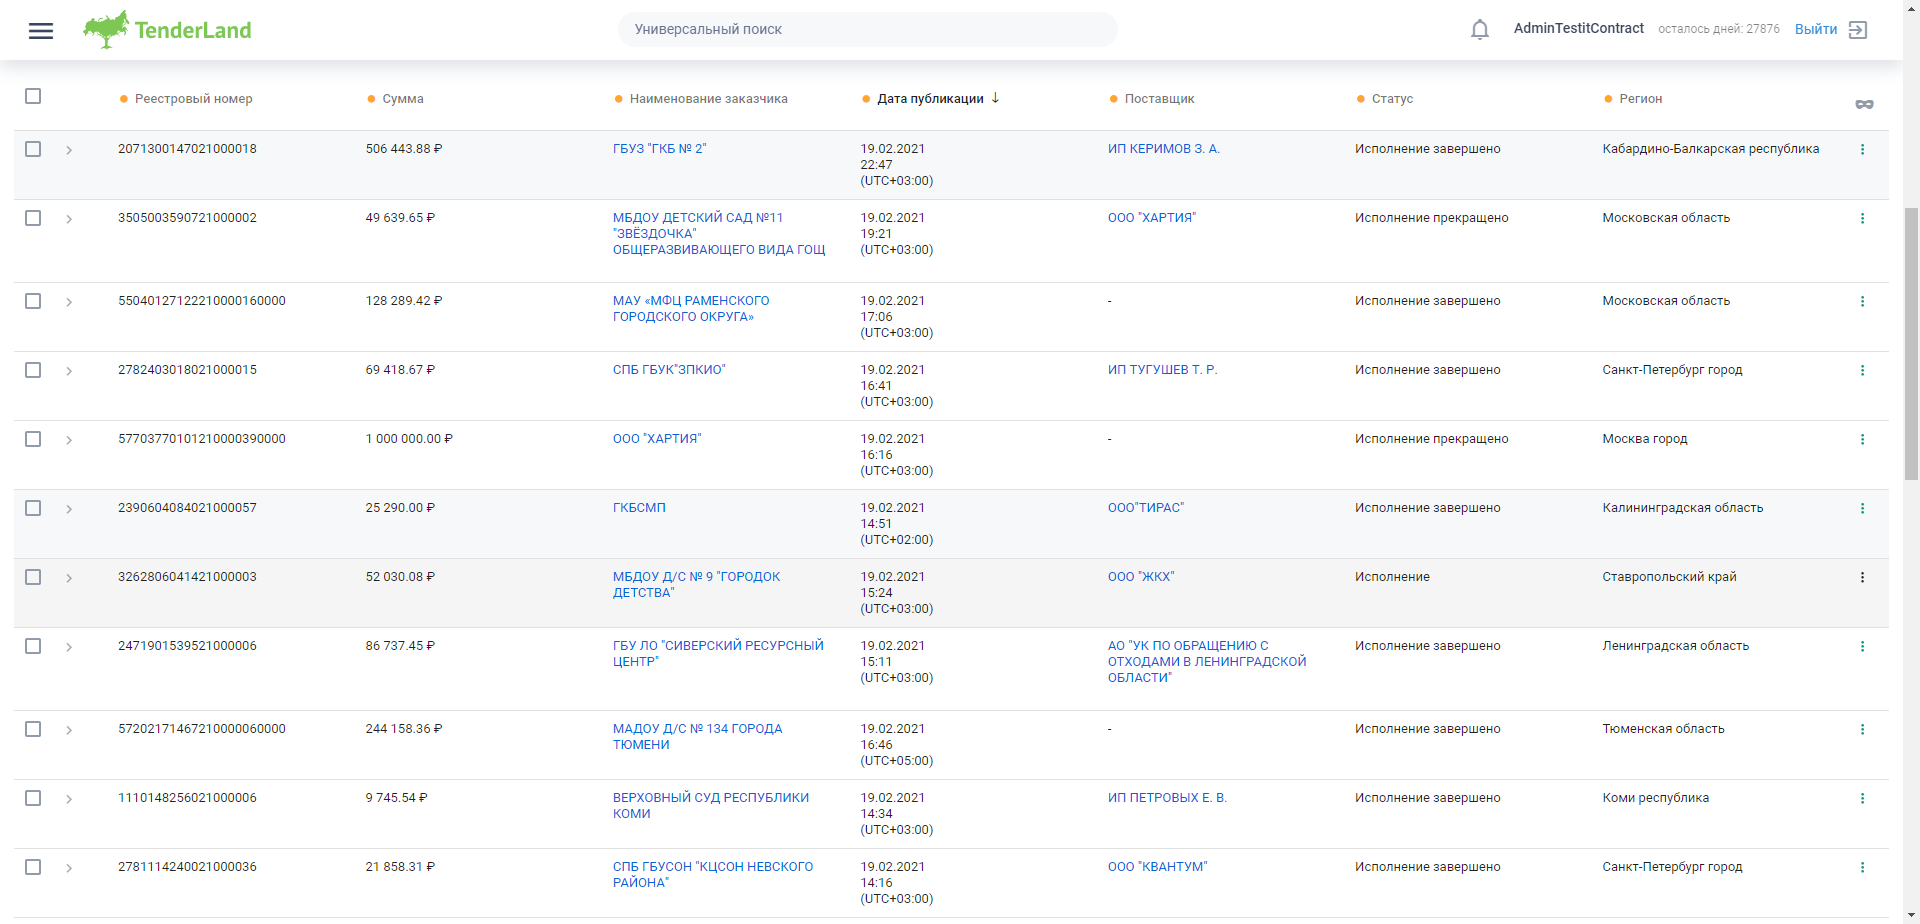 TenderLand
Универсальный поиск
AdminTestitContract
осталось дней: 27876
Выйти
Реестровый номер
Сумма
Наименование заказчика
Дата публикации ↓
Поставщик
Статус
Регион
2071300147021000018
506 443.88 ₽
ГБУЗ "ГКБ № 2"
19.02.2021
22:47
(UTC+03:00)
ИП КЕРИМОВ З. А.
Исполнение завершено
Кабардино-Балкарская республика
3505003590721000002
49 639.65 ₽
МБДОУ ДЕТСКИЙ САД №11
"ЗВЁЗДОЧКА"
ОБЩЕРАЗВИВАЮЩЕГО ВИДА ГОЩ
19.02.2021
19:21
(UTC+03:00)
ООО "ХАРТИЯ"
Исполнение прекращено
Московская область
55040127122210000160000
128 289.42 ₽
МАУ «МФЦ РАМЕНСКОГО
ГОРОДСКОГО ОКРУГА»
19.02.2021
17:06
(UTC+03:00)
-
Исполнение завершено
Московская область
2782403018021000015
69 418.67 ₽
СПБ ГБУК"ЗПКИО"
19.02.2021
16:41
(UTC+03:00)
ИП ТУГУШЕВ Т. Р.
Исполнение завершено
Санкт-Петербург город
57703770101210000390000
1 000 000.00 ₽
ООО "ХАРТИЯ"
19.02.2021
16:16
(UTC+03:00)
-
Исполнение прекращено
Москва город
2390604084021000057
25 290.00 ₽
ГКБСМП
19.02.2021
14:51
(UTC+02:00)
ООО"ТИРАС"
Исполнение завершено
Калининградская область
3262806041421000003
52 030.08 ₽
МБДОУ Д/С № 9 "ГОРОДОК
ДЕТСТВА"
19.02.2021
15:24
(UTC+03:00)
ООО "ЖКХ"
Исполнение
Ставропольский край
2471901539521000006
86 737.45 ₽
ГБУ ЛО "СИВЕРСКИЙ РЕСУРСНЫЙ
ЦЕНТР"
19.02.2021
15:11
(UTC+03:00)
АО "УК ПО ОБРАЩЕНИЮ С
ОТХОДАМИ В ЛЕНИНГРАДСКОЙ
ОБЛАСТИ"
Исполнение завершено
Ленинградская область
57202171467210000060000
244 158.36 ₽
МАДОУ Д/С № 134 ГОРОДА
ТЮМЕНИ
19.02.2021
16:46
(UTC+05:00)
-
Исполнение завершено
Тюменская область
1110148256021000006
9 745.54 ₽
ВЕРХОВНЫЙ СУД РЕСПУБЛИКИ
КОМИ
19.02.2021
14:34
(UTC+03:00)
ИП ПЕТРОВЫХ Е. В.
Исполнение завершено
Коми республика
2781114240021000036
21 858.31 ₽
СПБ ГБУСОН "КЦСОН НЕВСКОГО
РАЙОНА"
19.02.2021
14:16
(UTC+03:00)
ООО "КВАНТУМ"
Исполнение завершено
Санкт-Петербург город